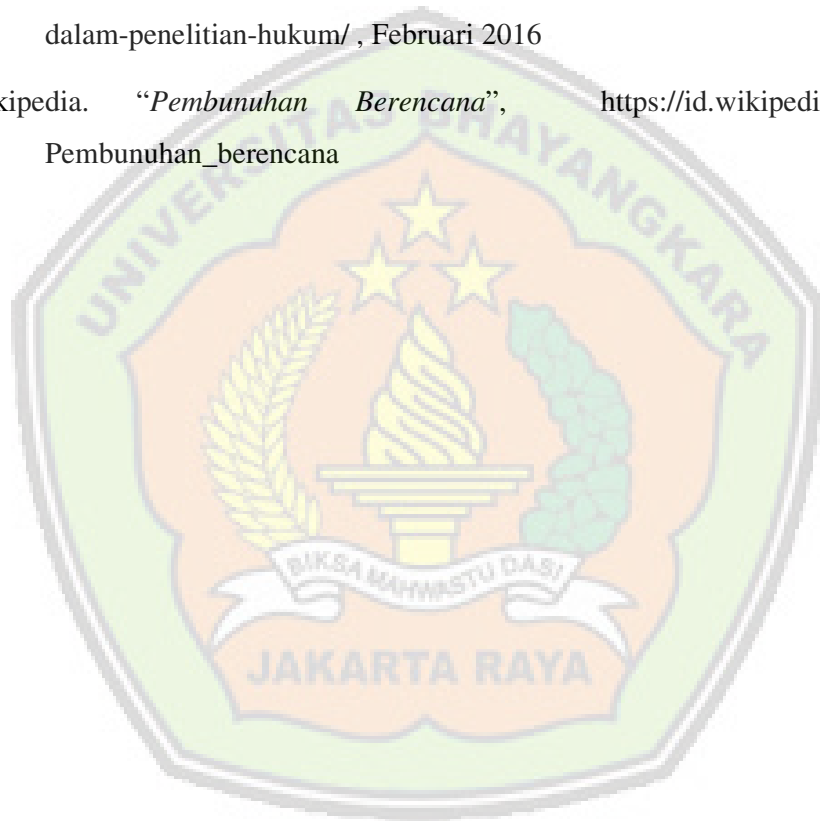 dalam-penelitian-hukum/ , Februari 2016
kipedia. “Pembunuhan Berencana”, https://id.wikipedi
Pembunuhan_berencana
UNIVERSITAS BHAYANGKARA
BIKSA MAHWASTU DASI
JAKARTA RAYA